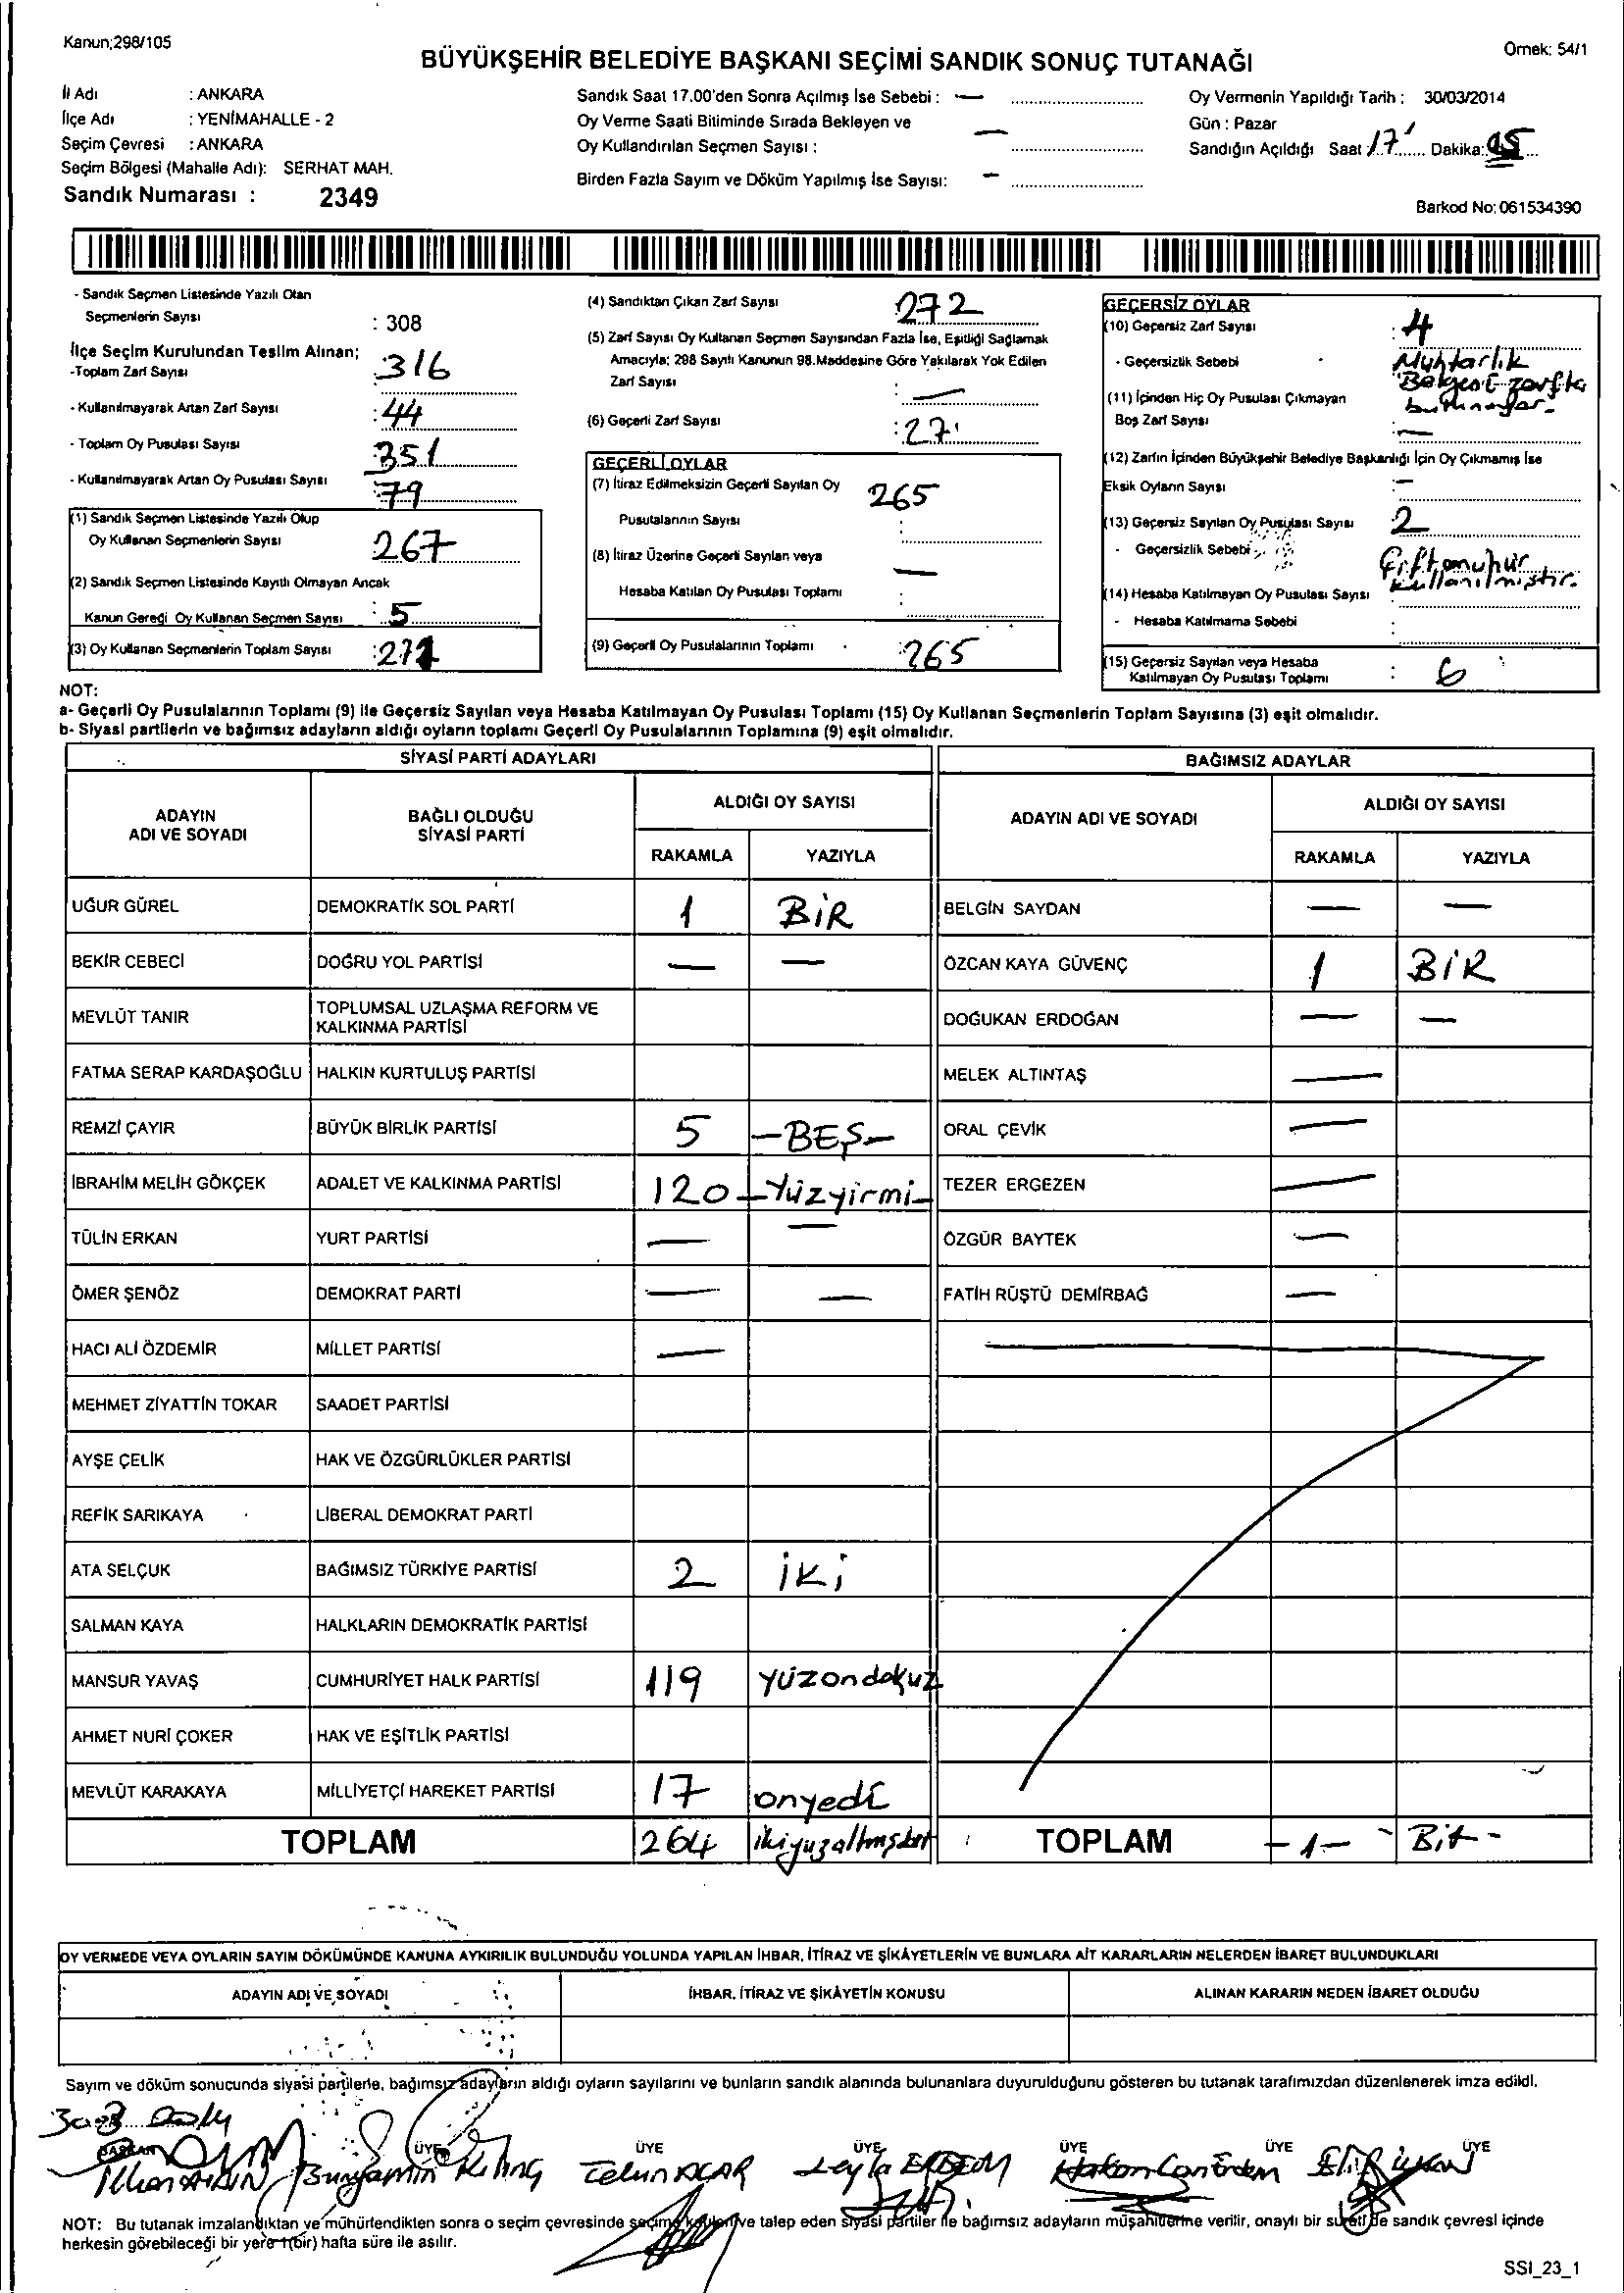 Kanun;298/105
Örnek: 54/1
BÜYÜKŞEHİR BELEDİYE BAŞKANI SEÇİMİ SANDIK SONUÇ TUTANAĞI
İl Adı : ANKARA
İlçe Adı : YENİMAHALLE - 2
Seçim Çevresi : ANKARA
Seçim Bölgesi (Mahalle Adı): SERHAT MAH.
Sandık Numarası : 2349
Sandık Saat 17.00'den Sonra Açılmış İse Sebebi : —
Oy Verme Saati Bitiminde Sırada Bekleyen ve
Oy Kullandırılan Seçmen Sayısı : —
Birden Fazla Sayım ve Döküm Yapılmış İse Sayısı: —
Oy Vermenin Yapıldığı Tarih : 30/03/2014
Gün : Pazar
Sandığın Açıldığı Saat 17 Dakika:
Barkod No: 061534390
- Sandık Seçmen Listesinde Yazılı Olan
Seçmenlerin Sayısı : 308
İlçe Seçim Kurulundan Teslim Alınan;
-Toplam Zarf Sayısı : 316
- Kullanılmayarak Artan Zarf Sayısı : 44
- Toplam Oy Pusulası Sayısı 351
- Kullanılmayarak Artan Oy Pusulası Sayısı : 79
(1) Sandık Seçmen Listesinde Yazılı Olup
Oy Kullanan Seçmenlerin Sayısı 267
(2) Sandık Seçmen Listesinde Kayıtlı Olmayan Ancak
Kanun Gereği Oy Kullanan Seçmen Sayısı : 5
(3) Oy Kullanan Seçmenlerin Toplam Sayısı :
(4) Sandıktan Çıkan Zarf Sayısı 272
(5) Zarf Sayısı Oy Kullanan Seçmen Sayısından Fazla İse, Eşitliği Sağlamak
Amacıyla; 298 Sayılı Kanunun 98.Maddesine Göre Yakılarak Yok Edilen
Zarf Sayısı : —
(6) Geçerli Zarf Sayısı :
GEÇERLİ OYLAR
(7) İtiraz Edilmeksizin Geçerli Sayılan Oy 265
Pusulalarının Sayısı :
(8) İtiraz Üzerine Geçerli Sayılan veya —
Hesaba Katılan Oy Pusulası Toplamı :
(9) Geçerli Oy Pusulalarının Toplamı : 265
GEÇERSİZ OYLAR
(10) Geçersiz Zarf Sayısı : 4
- Geçersizlik Sebebi Muhtarlık
Belgesi zarfta
(11) İçinden Hiç Oy Pusulası Çıkmayan
Boş Zarf Sayısı : —
(12) Zarfın İçinden Büyükşehir Belediye Başkanlığı İçin Oy Çıkmamış İse
Eksik Oyların Sayısı : —
(13) Geçersiz Sayılan Oy Pusulası Sayısı 2
- Geçersizlik Sebebi Çift mühür
kullanılmıştır.
(14) Hesaba Katılmayan Oy Pusulası Sayısı :
- Hesaba Katılmama Sebebi :
(15) Geçersiz Sayılan veya Hesaba
Katılmayan Oy Pusulası Toplamı : 6
NOT:
a- Geçerli Oy Pusulalarının Toplamı (9) ile Geçersiz Sayılan veya Hesaba Katılmayan Oy Pusulası Toplamı (15) Oy Kullanan Seçmenlerin Toplam Sayısına (3) eşit olmalıdır.
b- Siyasi partilerin ve bağımsız adayların aldığı oyların toplamı Geçerli Oy Pusulalarının Toplamına (9) eşit olmalıdır.
SİYASİ PARTİ ADAYLARI
ADAYIN ADI VE SOYADI BAĞLI OLDUĞU SİYASİ PARTİ ALDIĞI OY SAYISI
RAKAMLA YAZIYLA
UĞUR GÜREL DEMOKRATİK SOL PARTİ 1 BİR
BEKİR CEBECİ DOĞRU YOL PARTİSİ — —
MEVLÜT TANIR TOPLUMSAL UZLAŞMA REFORM VE KALKINMA PARTİSİ
FATMA SERAP KARDAŞOĞLU HALKIN KURTULUŞ PARTİSİ
REMZİ ÇAYIR BÜYÜK BİRLİK PARTİSİ 5 -BEŞ-
İBRAHİM MELİH GÖKÇEK ADALET VE KALKINMA PARTİSİ 120 -Yüzyirmi-
TÜLİN ERKAN YURT PARTİSİ — —
ÖMER ŞENÖZ DEMOKRAT PARTİ — —
HACI ALİ ÖZDEMİR MİLLET PARTİSİ —
MEHMET ZİYATTİN TOKAR SAADET PARTİSİ
AYŞE ÇELİK HAK VE ÖZGÜRLÜKLER PARTİSİ
REFİK SARIKAYA LİBERAL DEMOKRAT PARTİ
ATA SELÇUK BAĞIMSIZ TÜRKİYE PARTİSİ 2 iki
SALMAN KAYA HALKLARIN DEMOKRATİK PARTİSİ
MANSUR YAVAŞ CUMHURİYET HALK PARTİSİ 119 yüzondokuz
AHMET NURİ ÇOKER HAK VE EŞİTLİK PARTİSİ
MEVLÜT KARAKAYA MİLLİYETÇİ HAREKET PARTİSİ 17 onyedi
TOPLAM 264
BAĞIMSIZ ADAYLAR
ADAYIN ADI VE SOYADI ALDIĞI OY SAYISI
RAKAMLA YAZIYLA
BELGİN SAYDAN — —
ÖZCAN KAYA GÜVENÇ 1 BİR
DOĞUKAN ERDOĞAN — —
MELEK ALTINTAŞ —
ORAL ÇEVİK —
TEZER ERGEZEN —
ÖZGÜR BAYTEK —
FATİH RÜŞTÜ DEMİRBAĞ —
TOPLAM -1- - Bir -
OY VERMEDE VEYA OYLARIN SAYIM DÖKÜMÜNDE KANUNA AYKIRILIK BULUNDUĞU YOLUNDA YAPILAN İHBAR, İTİRAZ VE ŞİKÂYETLERİN VE BUNLARA AİT KARARLARIN NELERDEN İBARET BULUNDUKLARI
ADAYIN ADI VE SOYADI İHBAR, İTİRAZ VE ŞİKÂYETİN KONUSU ALINAN KARARIN NEDEN İBARET OLDUĞU
Sayım ve döküm sonucunda siyasi partilerle, bağımsız adayların aldığı oyların sayılarını ve bunların sandık alanında bulunanlara duyurulduğunu gösteren bu tutanak tarafımızdan düzenlenerek imza edildi.
BAŞKAN ÜYE ÜYE ÜYE ÜYE ÜYE ÜYE
Bünyamin Kılınç Leyla ERDEM Hakan Can Erdem
NOT: Bu tutanak imzalandıktan ve mühürlendikten sonra o seçim çevresinde seçime katılan ve talep eden siyasi partiler ile bağımsız adayların müşahitlerine verilir, onaylı bir sureti de sandık çevresi içinde
herkesin görebileceği bir yere 1(bir) hafta süre ile asılır.
SSI_23_1